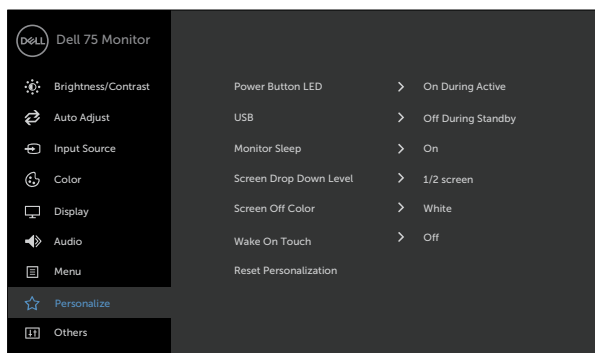 DELL Dell 75 Monitor
Brightness/Contrast
Auto Adjust
Input Source
Color
Display
Audio
Menu
Personalize
Others
Power Button LED > On During Active
USB > Off During Standby
Monitor Sleep > On
Screen Drop Down Level > 1/2 screen
Screen Off Color > White
Wake On Touch > Off
Reset Personalization